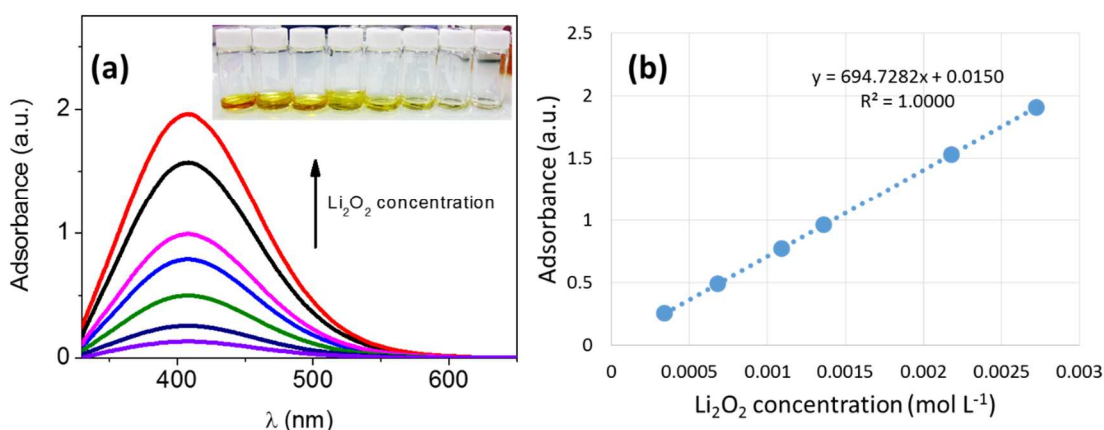 (a)
Adsorbance (a.u.)
2
1
0
400
500
600
λ (nm)
Li₂O₂ concentration
(b)
y = 694.7282x + 0.0150
R² = 1.0000
Adsorbance (a.u.)
2.5
2
1.5
1
0.5
0
0
0.0005
0.001
0.0015
0.002
0.0025
0.003
Li₂O₂ concentration (mol L⁻¹)